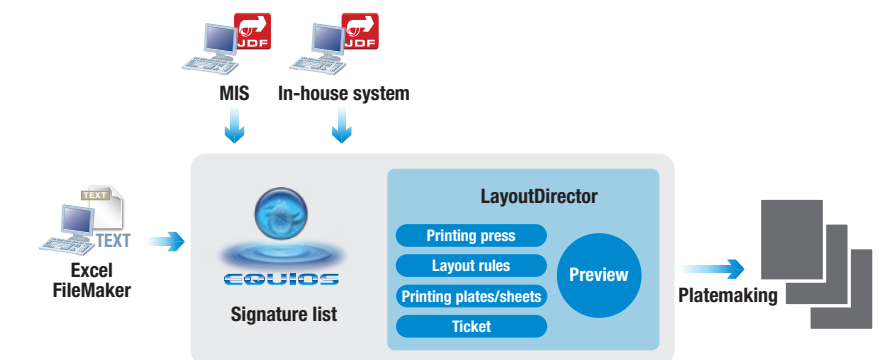 JDF
JDF
MIS
In-house system
TEXT
TEXT
Excel
FileMaker
EQUIOS
Signature list
LayoutDirector
Printing press
Layout rules
Printing plates/sheets
Ticket
Preview
Platemaking